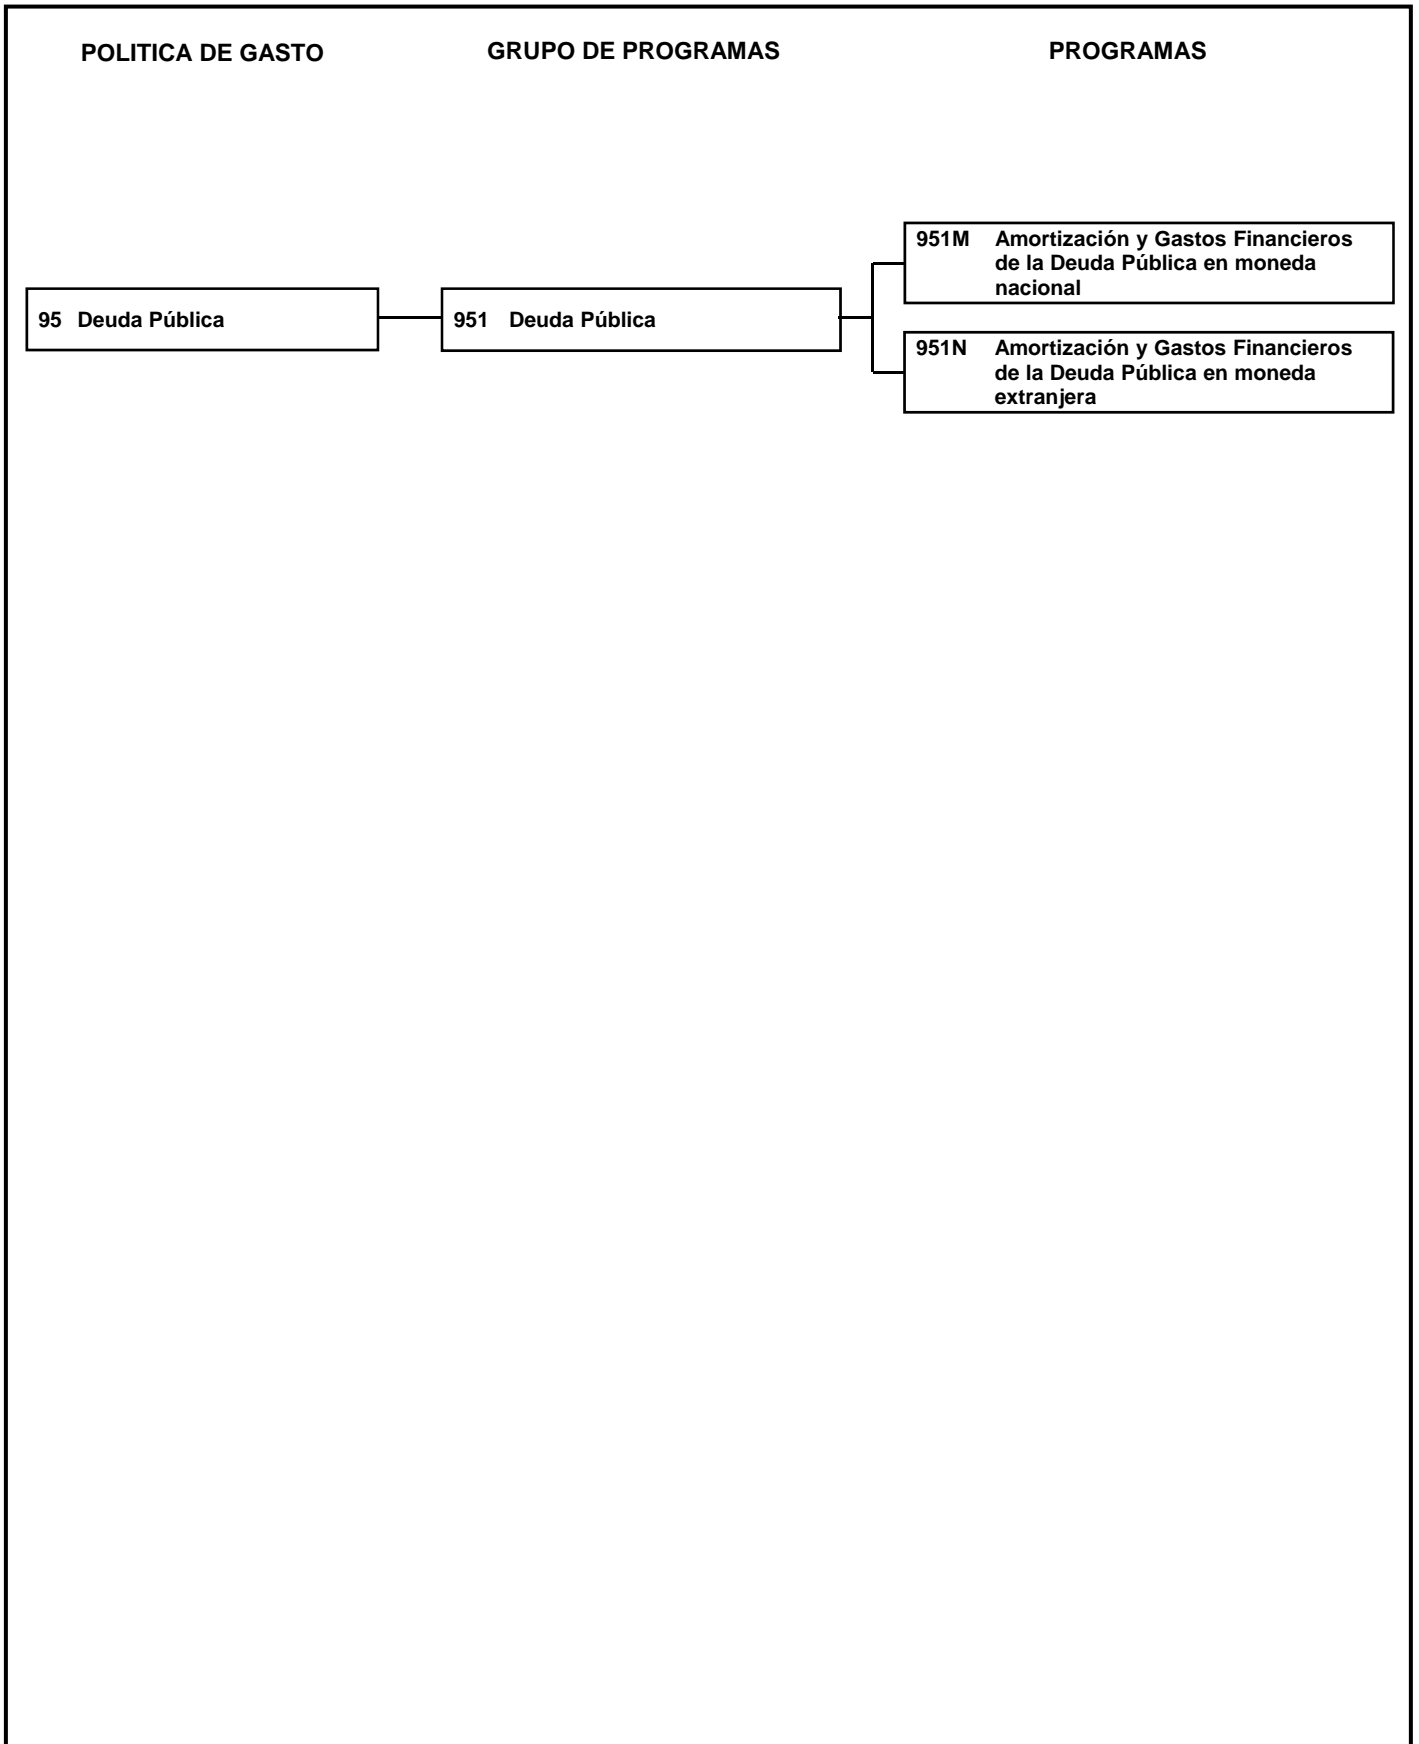 POLITICA DE GASTO
GRUPO DE PROGRAMAS
PROGRAMAS
95 Deuda Pública
951 Deuda Pública
951M Amortización y Gastos Financieros
de la Deuda Pública en moneda
nacional
951N Amortización y Gastos Financieros
de la Deuda Pública en moneda
extranjera